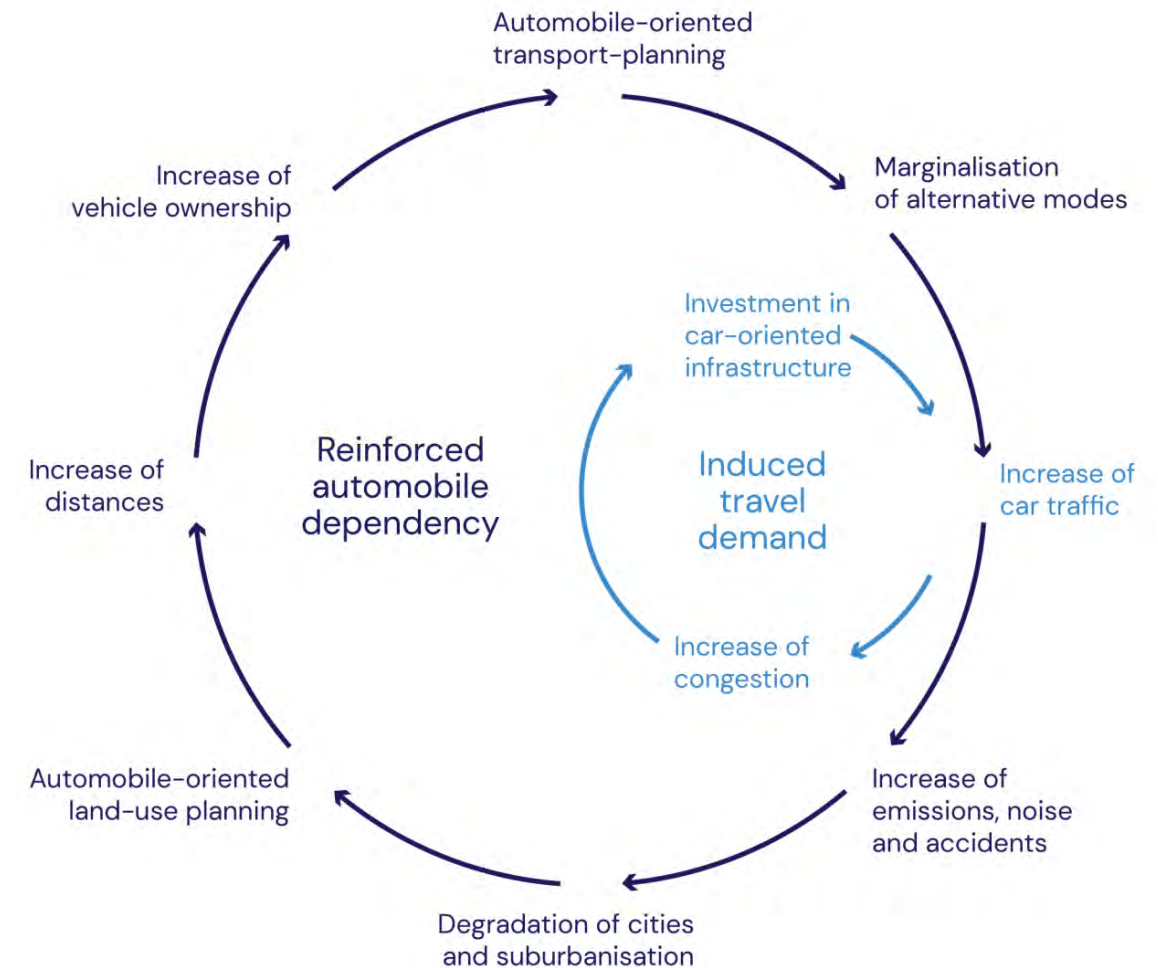 Automobile-oriented
transport-planning
Marginalisation
of alternative modes
Increase of
vehicle ownership
Investment in
car-oriented
infrastructure
Reinforced
automobile
dependency
Induced
travel
demand
Increase of
car traffic
Increase of
distances
Increase of
congestion
Increase of
emissions, noise
and accidents
Automobile-oriented
land-use planning
Degradation of cities
and suburbanisation